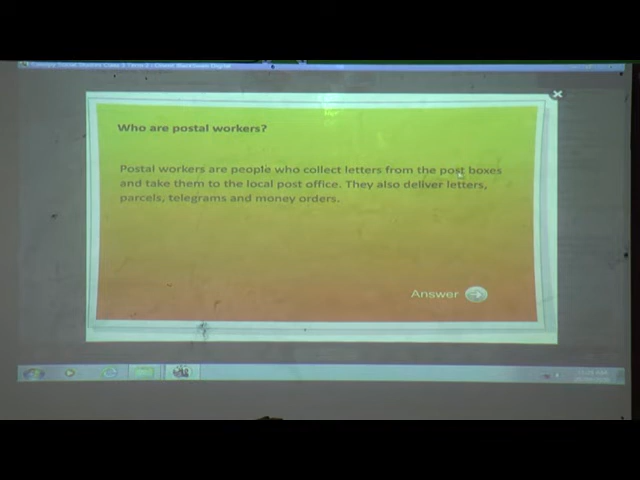 Who are postal workers?
Postal workers are people who collect letters from the post boxes
and take them to the local post office. They also deliver letters,
parcels, telegrams and money orders.
Answer